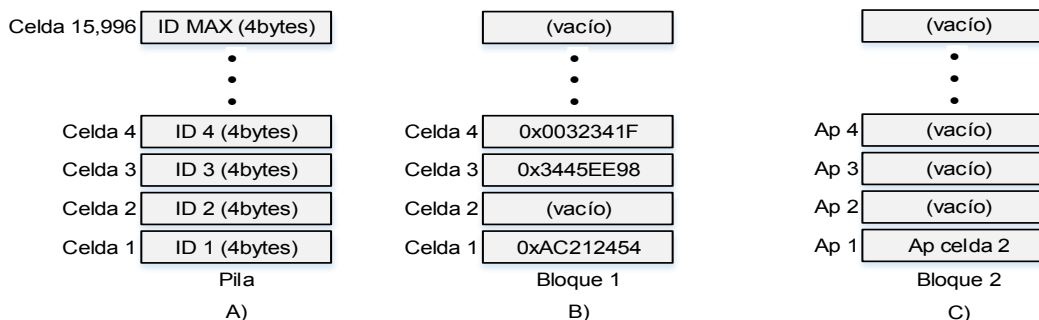 Celda 15,996 ID MAX (4bytes) (vacío) (vacío)
Celda 4 ID 4 (4bytes) Celda 4 0x0032341F Ap 4 (vacío)
Celda 3 ID 3 (4bytes) Celda 3 0x3445EE98 Ap 3 (vacío)
Celda 2 ID 2 (4bytes) Celda 2 (vacío) Ap 2 (vacío)
Celda 1 ID 1 (4bytes) Celda 1 0xAC212454 Ap 1 Ap celda 2
Pila Bloque 1 Bloque 2
A) B) C)